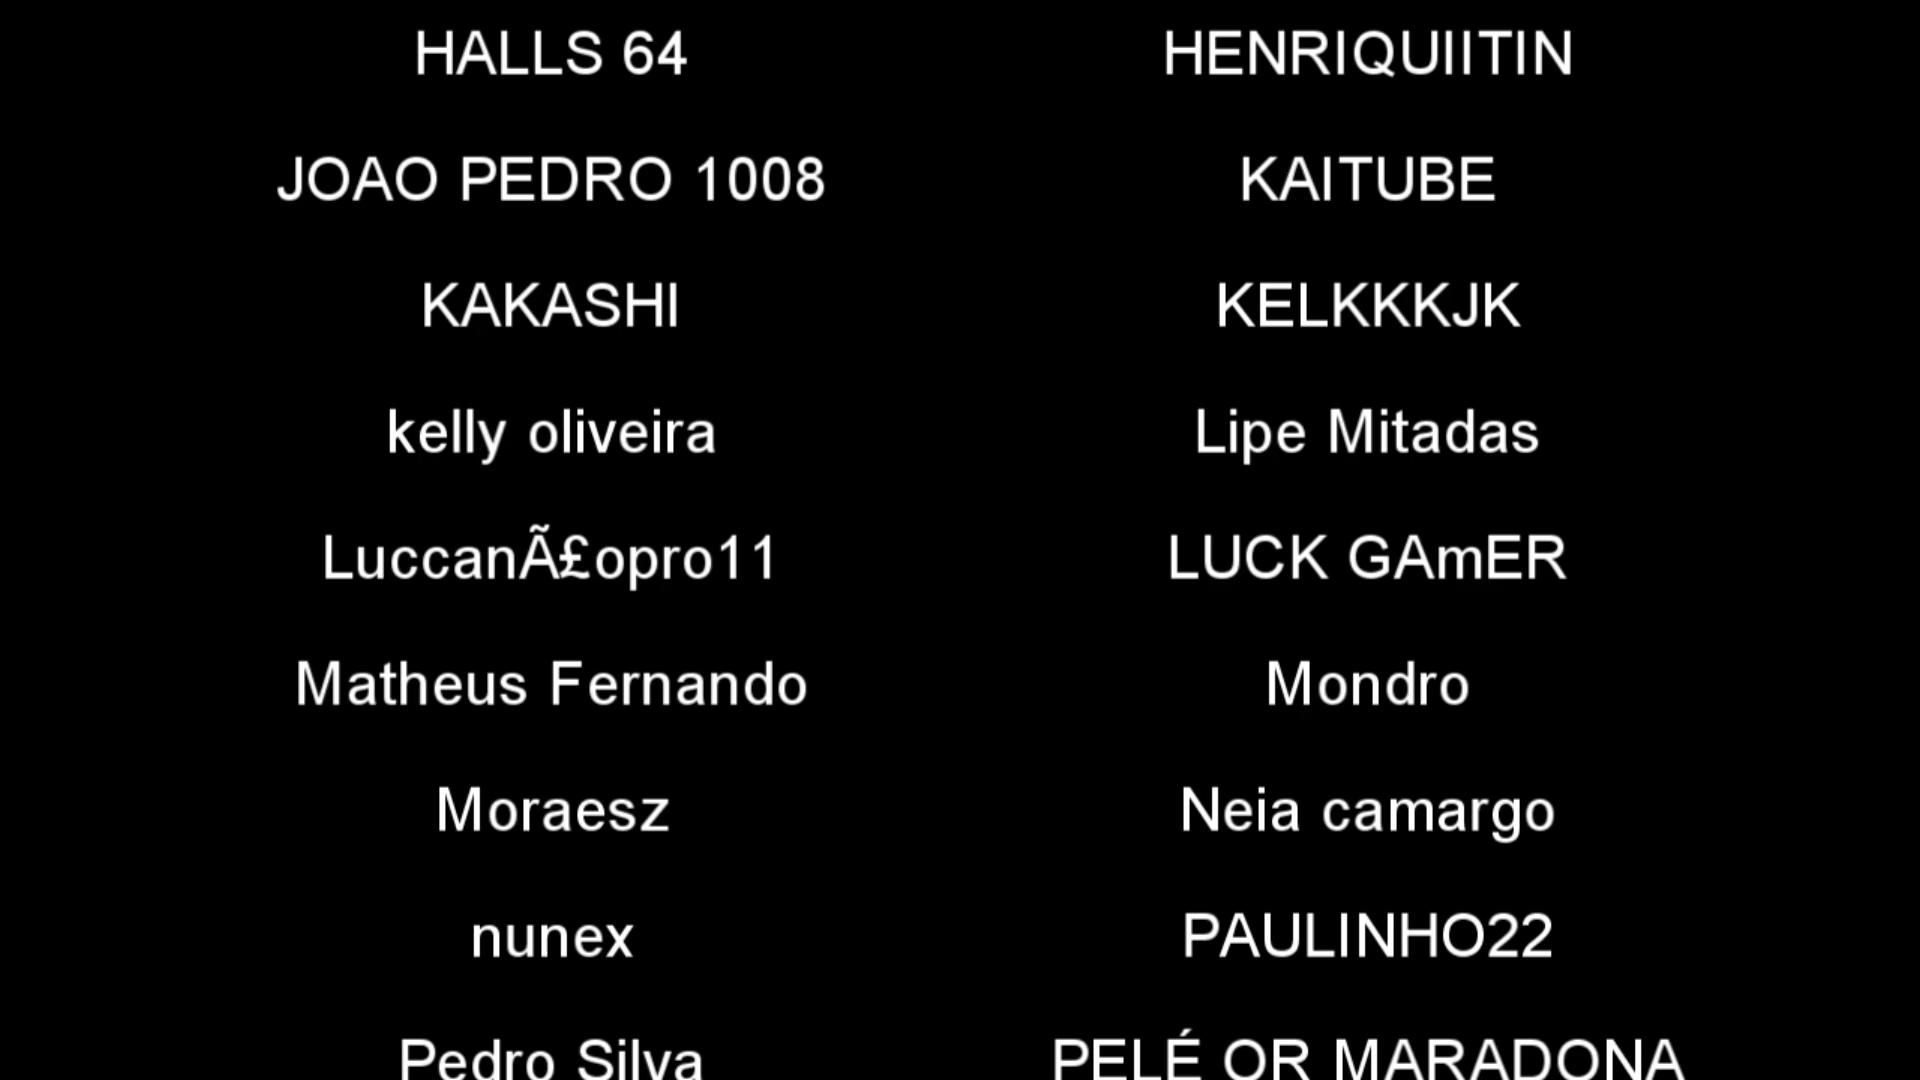 HALLS 64 HENRIQUIITIN
JOAO PEDRO 1008 KAITUBE
KAKASHI KELKKKJK
kelly oliveira Lipe Mitadas
LuccanÃ£opro11 LUCK GAmER
Matheus Fernando Mondro
Moraesz Neia camargo
nunex PAULINHO22
Pedro Silva PELÉ OR MARADONA